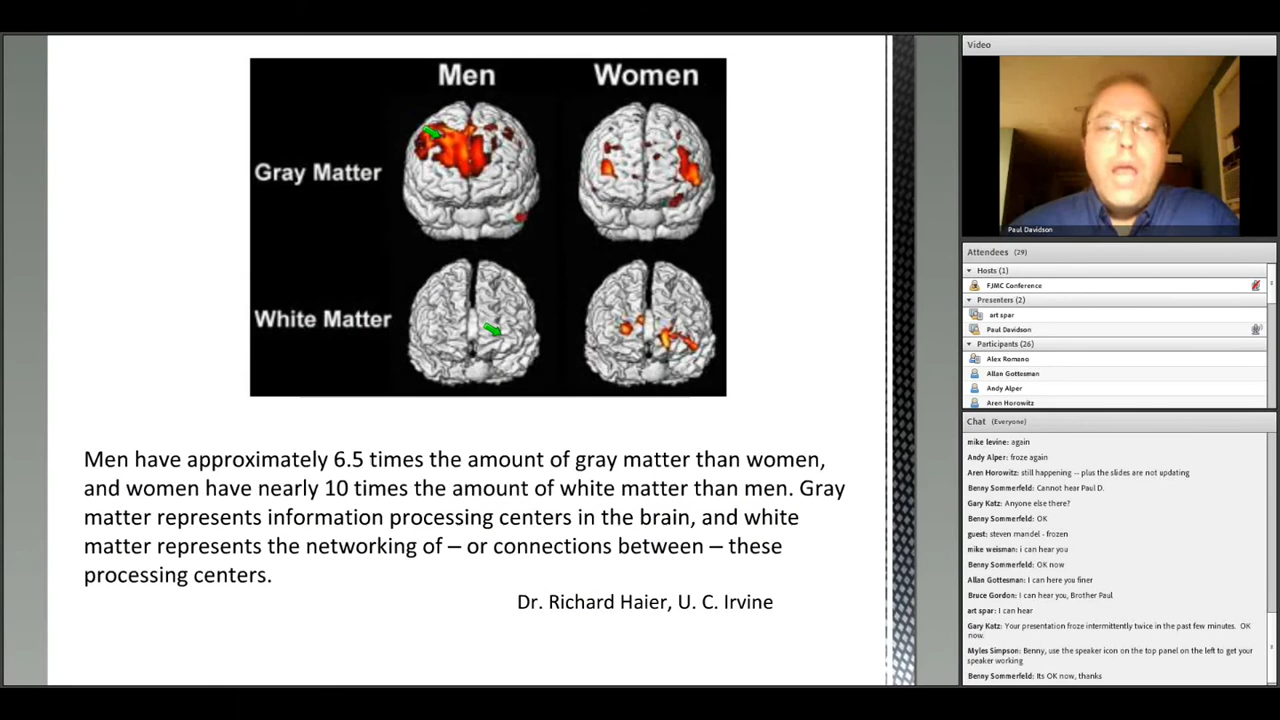 Men Women
Gray Matter
White Matter
Men have approximately 6.5 times the amount of gray matter than women,
and women have nearly 10 times the amount of white matter than men. Gray
matter represents information processing centers in the brain, and white
matter represents the networking of – or connections between – these
processing centers.
Dr. Richard Haier, U. C. Irvine
Video
Paul Davidson
Attendees (29)
Hosts (1)
FJMC Conference
Presenters (2)
art spar
Paul Davidson
Participants (26)
Alex Romano
Allan Gottesman
Andy Alper
Aren Horowitz
Chat (Everyone)
mike levine: again
Andy Alper: froze again
Aren Horowitz: still happening -- plus the slides are not updating
Benny Sommerfeld: Cannot hear Paul D.
Gary Katz: Anyone else there?
Benny Sommerfeld: OK
guest: steven mandel - frozen
mike weisman: i can hear you
Benny Sommerfeld: OK now
Allan Gottesman: I can here you finer
Bruce Gordon: I can hear you, Brother Paul
art spar: I can hear
Gary Katz: Your presentation froze intermittently twice in the past few minutes. OK
now.
Myles Simpson: Benny, use the speaker icon on the top panel on the left to get your
speaker working
Benny Sommerfeld: Its OK now, thanks